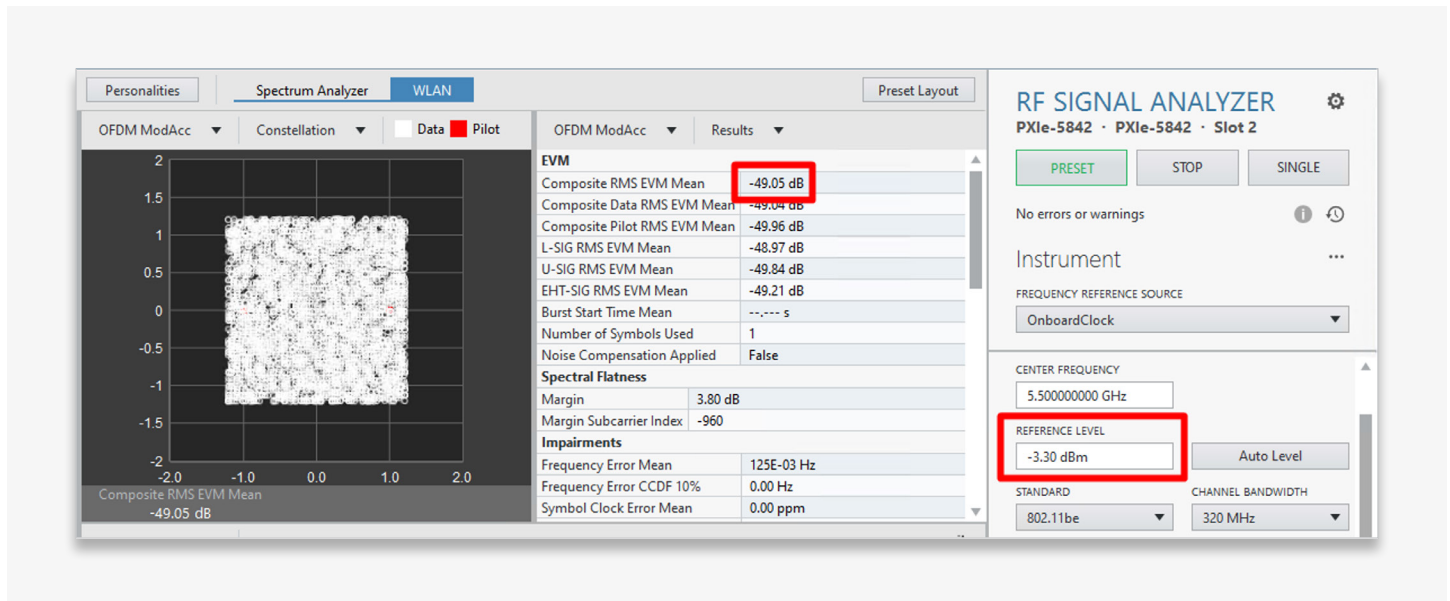 Personalities
Spectrum Analyzer
WLAN
Preset Layout
OFDM ModAcc
Constellation
Data
Pilot
2
1.5
1
0.5
0
-0.5
-1
-1.5
-2
-2.0 -1.0 0.0 1.0 2.0
Composite RMS EVM Mean
-49.05 dB
OFDM ModAcc
Results
EVM
Composite RMS EVM Mean -49.05 dB
Composite Data RMS EVM Mean -49.04 dB
Composite Pilot RMS EVM Mean -49.96 dB
L-SIG RMS EVM Mean -48.97 dB
U-SIG RMS EVM Mean -49.84 dB
EHT-SIG RMS EVM Mean -49.21 dB
Burst Start Time Mean --.--- s
Number of Symbols Used 1
Noise Compensation Applied False
Spectral Flatness
Margin 3.80 dB
Margin Subcarrier Index -960
Impairments
Frequency Error Mean 125E-03 Hz
Frequency Error CCDF 10% 0.00 Hz
Symbol Clock Error Mean 0.00 ppm
RF SIGNAL ANALYZER
PXIe-5842 · PXIe-5842 · Slot 2
PRESET
STOP
SINGLE
No errors or warnings
Instrument
FREQUENCY REFERENCE SOURCE
OnboardClock
CENTER FREQUENCY
5.500000000 GHz
REFERENCE LEVEL
-3.30 dBm
Auto Level
STANDARD
802.11be
CHANNEL BANDWIDTH
320 MHz